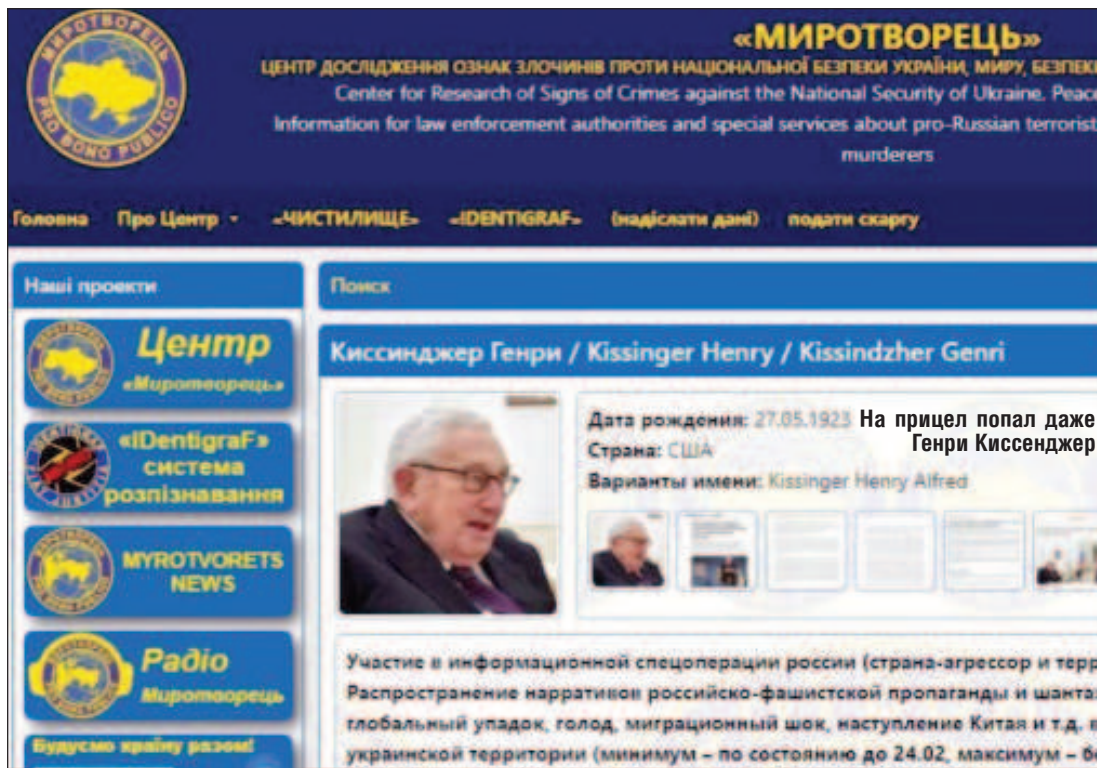 МИРОТВОРЕЦЬ
PRO BONO PUBLICO
«МИРОТВОРЕЦЬ»
ЦЕНТР ДОСЛІДЖЕННЯ ОЗНАК ЗЛОЧИНІВ ПРОТИ НАЦІОНАЛЬНОЇ БЕЗПЕКИ УКРАЇНИ, МИРУ, БЕЗПЕКИ
Center for Research of Signs of Crimes against the National Security of Ukraine. Peace
Information for law enforcement authorities and special services about pro-Russian terrorist
murderers
Головна Про Центр «ЧИСТИЛИЩЕ» «IDENTIGRAF» (надіслати дані) подати скаргу
Наші проекти
Центр
«Миротворець»
«IDentigraF»
система
розпізнавання
MYROTVORETS
NEWS
Радіо
Миротворець
Будуємо країну разом!
Поиск
Киссинджер Генри / Kissinger Henry / Kissindzher Genri
Дата рождения: 27.05.1923
Страна: США
Варианты имени: Kissinger Henry Alfred
На прицел попал даже
Генри Киссенджер
Участие в информационной спецоперации россии (страна-агрессор и терр
Распространение нарративов российско-фашистской пропаганды и шанта
глобальный упадок, голод, миграционный шок, наступление Китая и т.д. в
украинской территории (минимум – по состоянию до 24.02, максимум – б